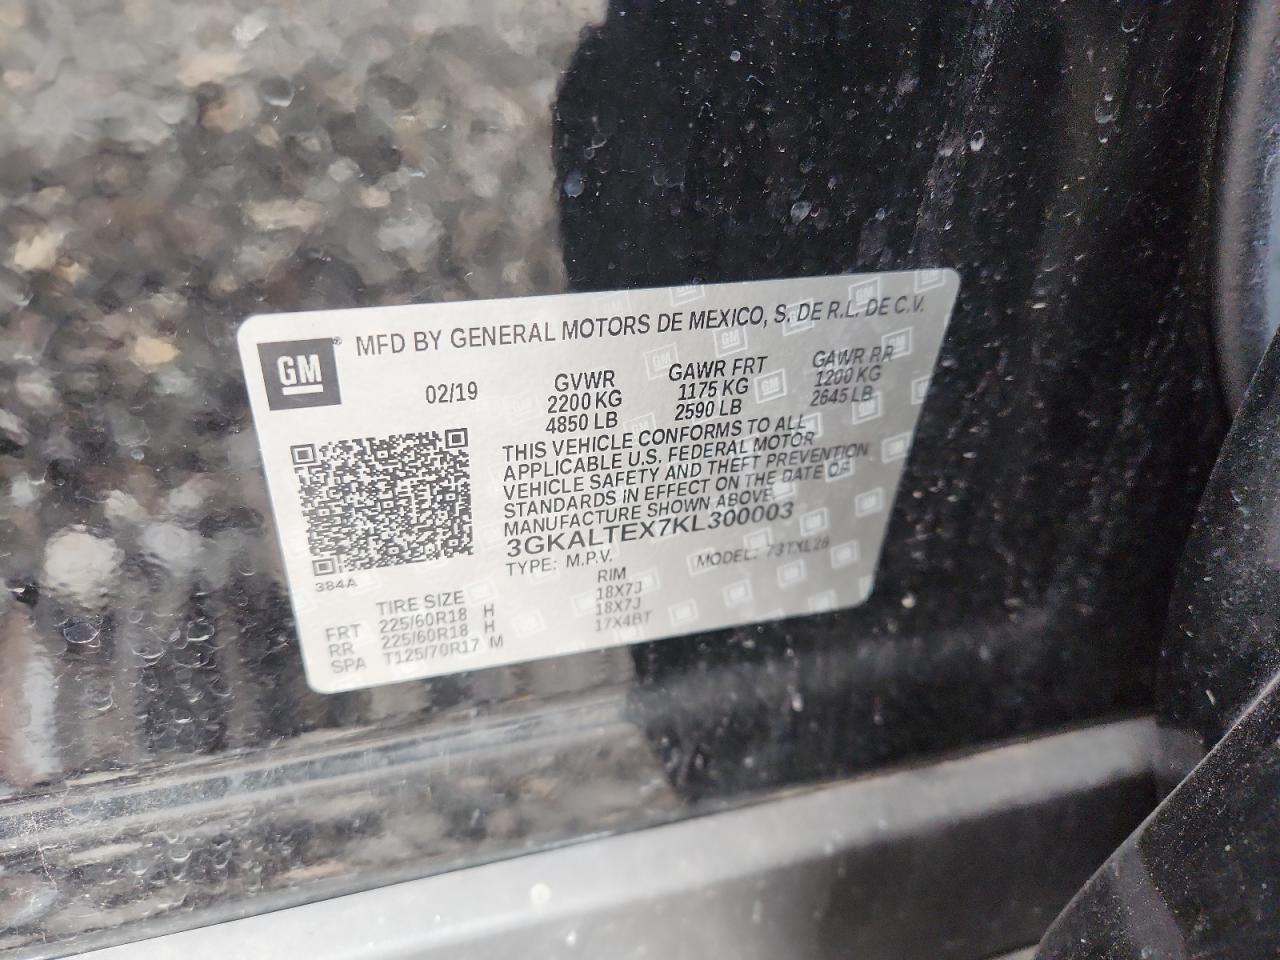 GM
MFD BY GENERAL MOTORS DE MEXICO, S. DE R.L. DE C.V.
02/19
GVWR GAWR FRT GAWR RR
2200 KG 1175 KG 1200 KG
4850 LB 2590 LB 2645 LB
THIS VEHICLE CONFORMS TO ALL
APPLICABLE U.S. FEDERAL MOTOR
VEHICLE SAFETY AND THEFT PREVENTION
STANDARDS IN EFFECT ON THE DATE OF
MANUFACTURE SHOWN ABOVE.
3GKALTEX7KL300003
TYPE: M.P.V. MODEL: 73TXL26
384A
TIRE SIZE RIM
FRT 225/60R18 H 18X7J
RR 225/60R18 H 18X7J
SPA T125/70R17 M 17X4BT